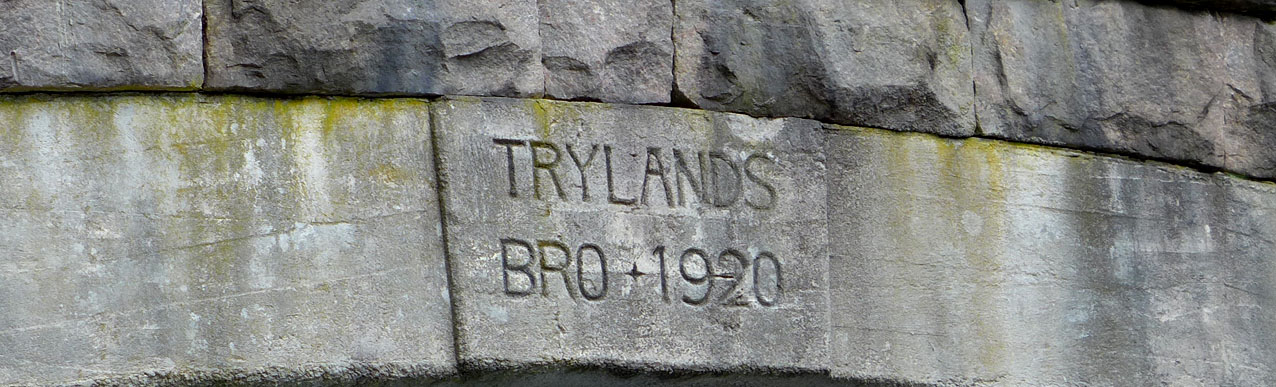 TRYLANDS
BRO + 1920